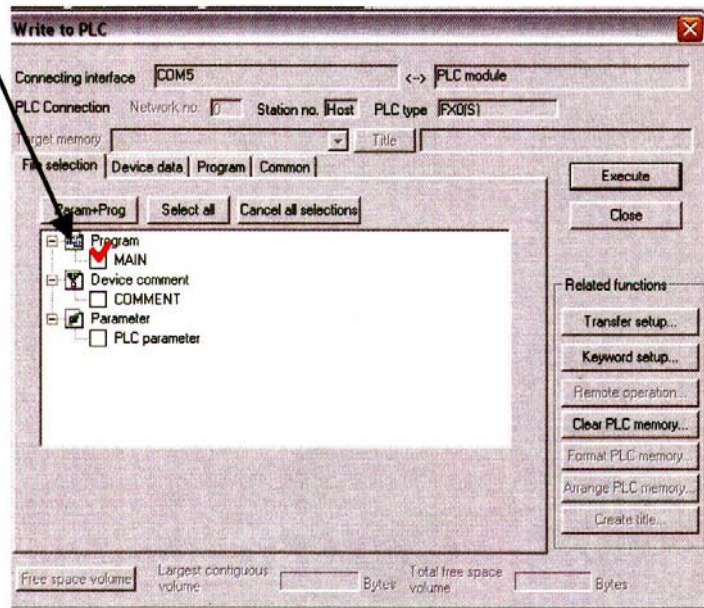 Write to PLC
Connecting interface COM5 <--> PLC module
PLC Connection Network no. 0 Station no. Host PLC type FX0(S)
Target memory Title
File selection Device data Program Common
Execute
Param+Prog Select all Cancel all selections
Close
Program
MAIN
Device comment
COMMENT
Parameter
PLC parameter
Related functions
Transfer setup...
Keyword setup...
Remote operation...
Clear PLC memory...
Format PLC memory...
Arrange PLC memory...
Create title...
Free space volume Largest contiguous volume Bytes Total free space volume Bytes